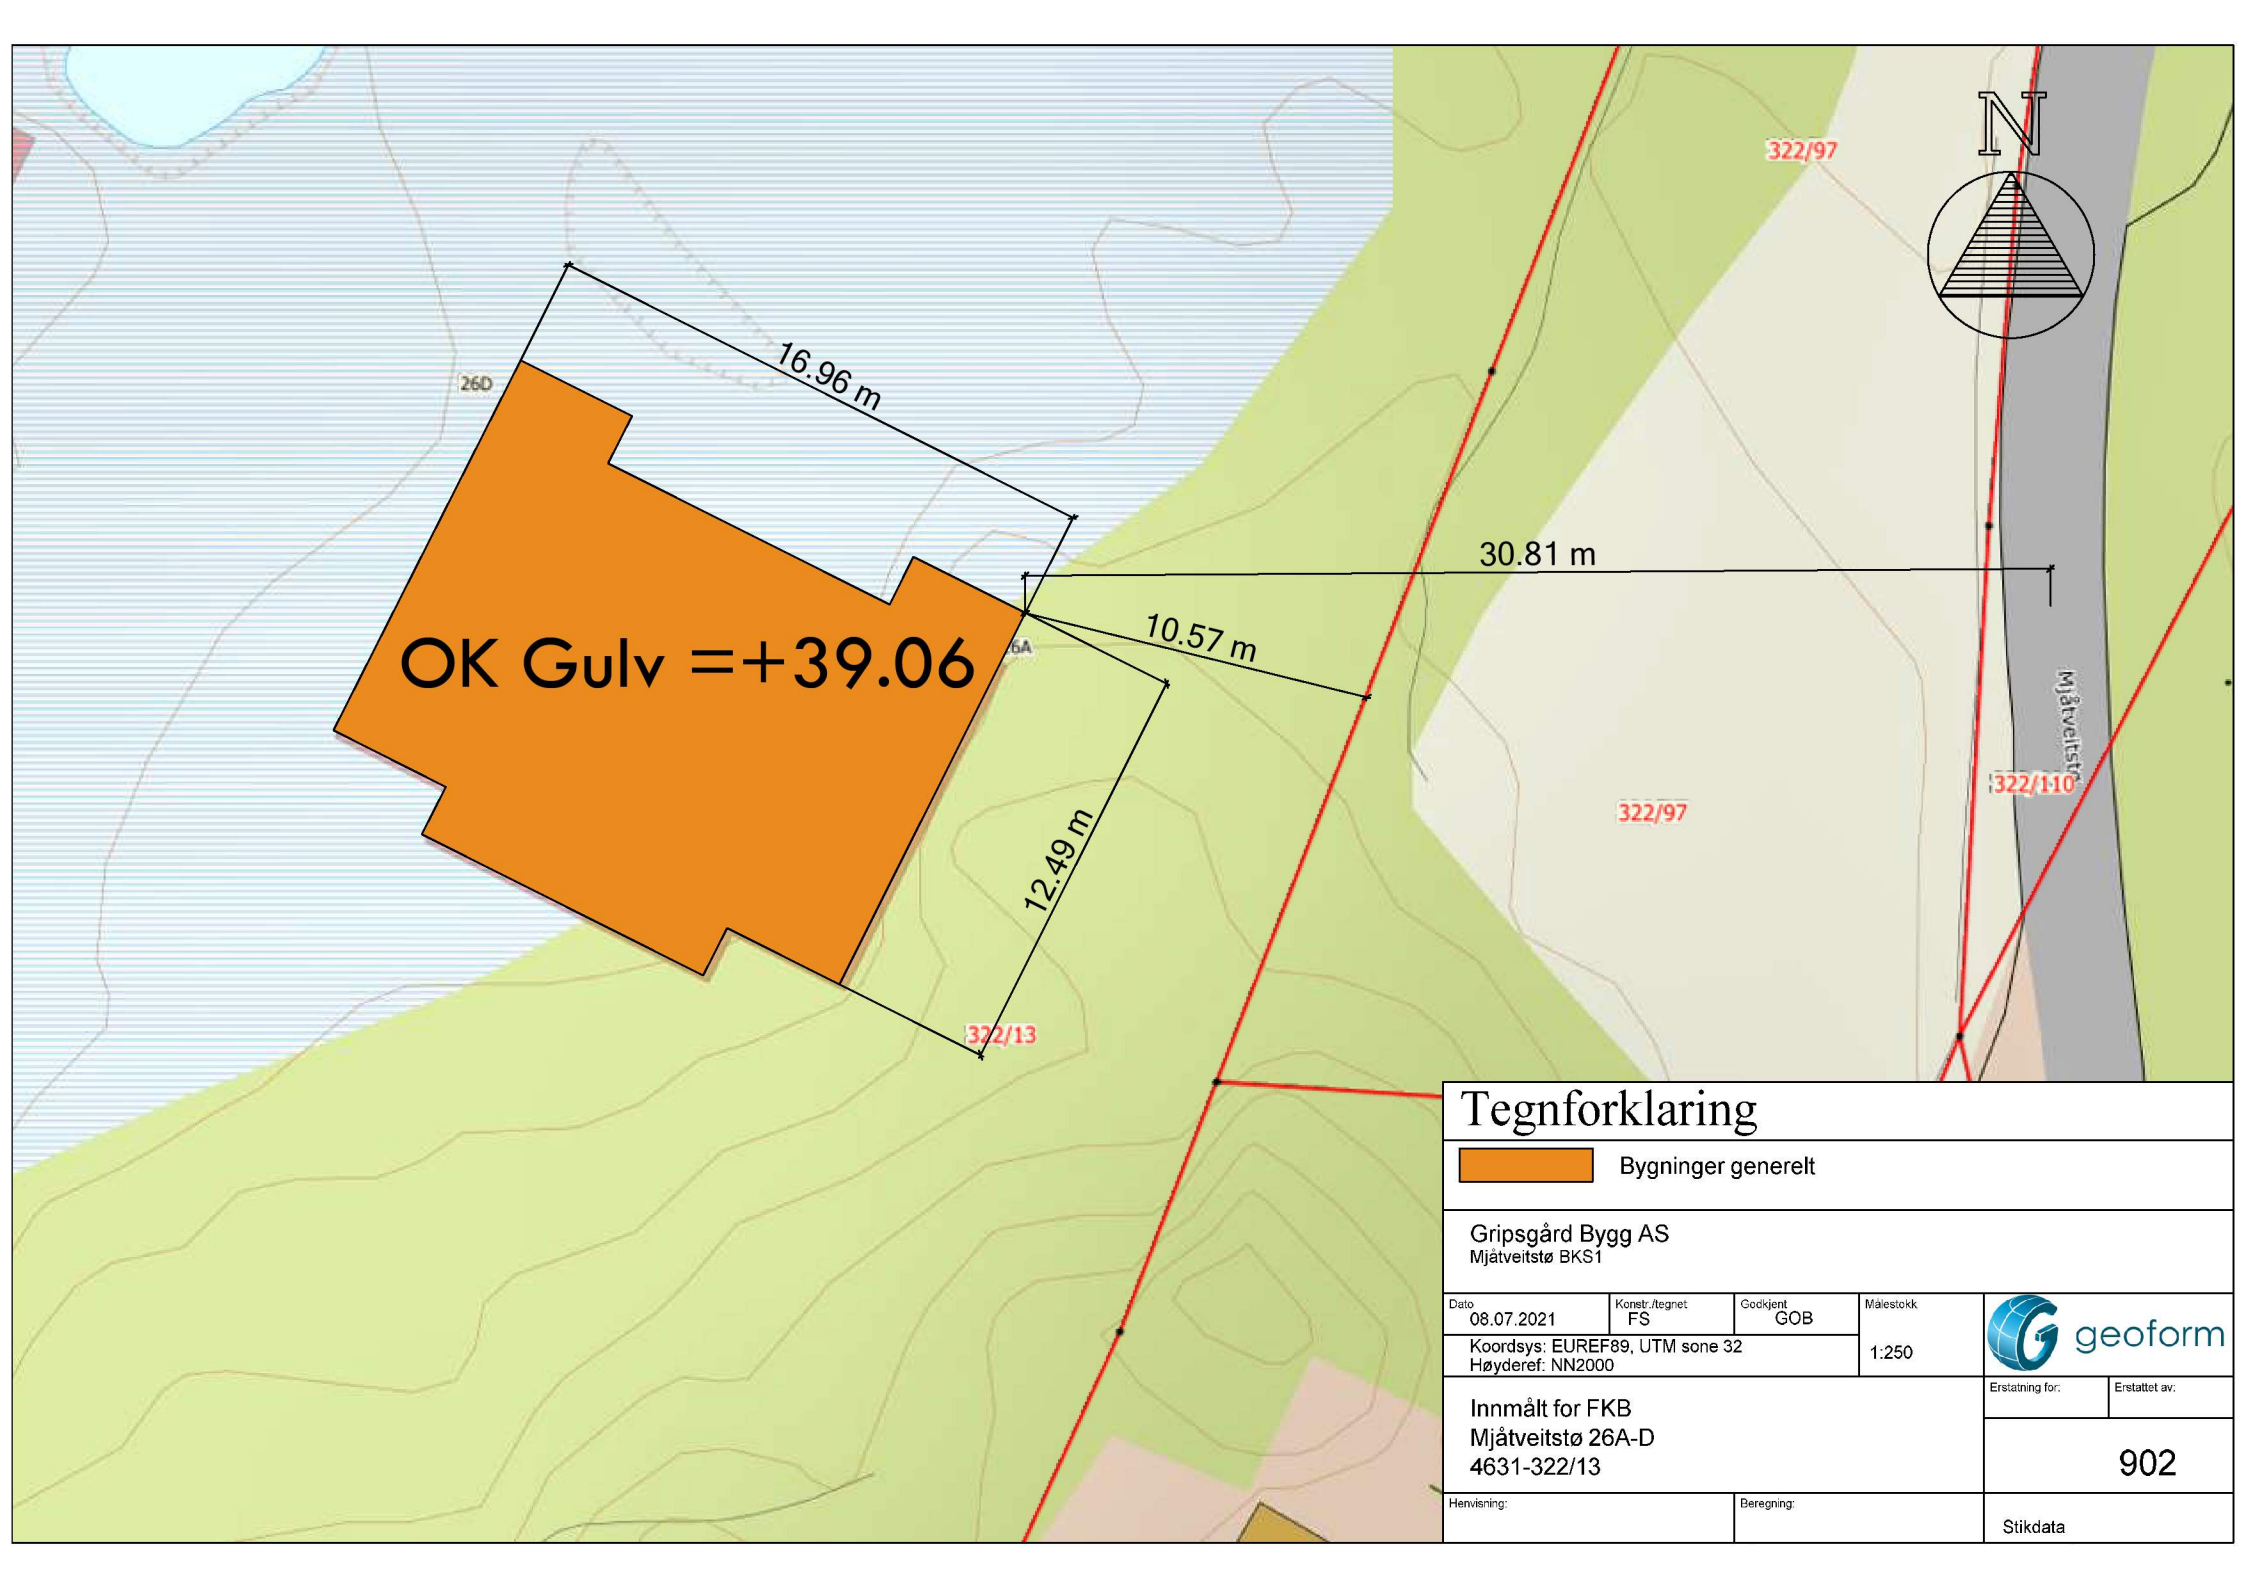 N
322/97
16.96 m
26D
30.81 m
10.57 m
6A
OK Gulv =+39.06
Mjåtveitstø
322/110
322/97
12.49 m
322/13
Tegnforklaring
Bygninger generelt
Gripsgård Bygg AS
Mjåtveitstø BKS1
Dato
08.07.2021
Konstr./tegnet
FS
Godkjent
GOB
Målestokk
1:250
Koordsys: EUREF89, UTM sone 32
Høyderef: NN2000
geoform
Innmålt for FKB
Mjåtveitstø 26A-D
4631-322/13
Erstatning for:
Erstattet av:
902
Henvisning:
Beregning:
Stikdata